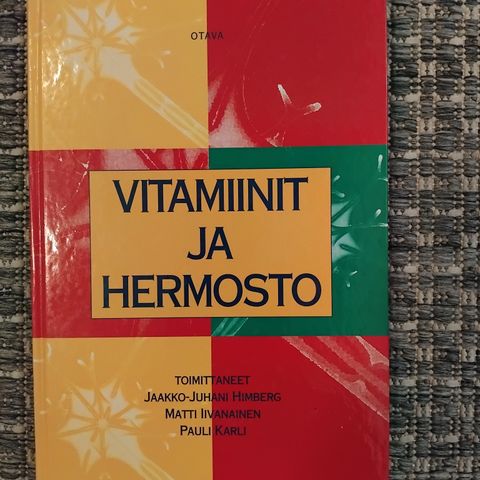 OTAVA
VITAMIINIT
JA
HERMOSTO
TOIMITTANEET
JAAKKO-JUHANI HIMBERG
MATTI IIVANAINEN
PAULI KARLI